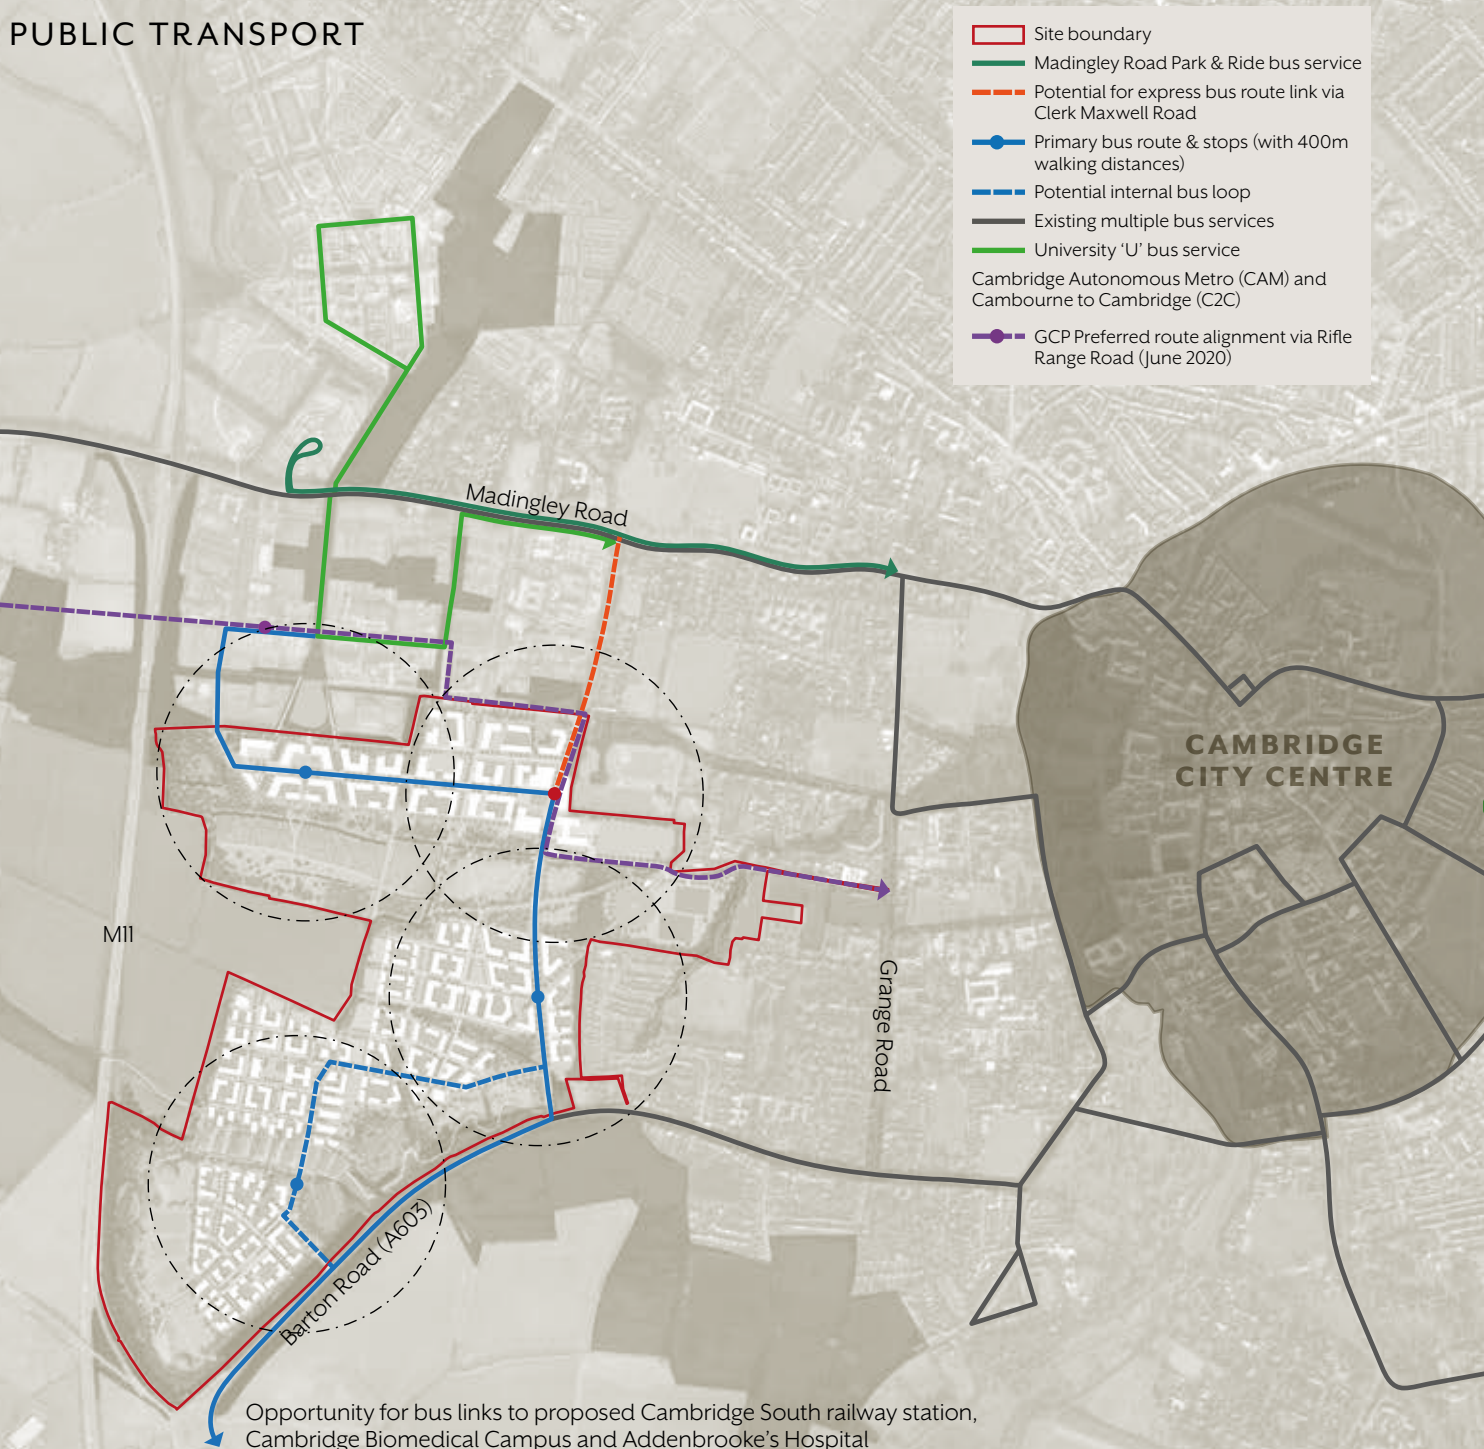 PUBLIC TRANSPORT
Site boundary
Madingley Road Park & Ride bus service
Potential for express bus route link via
Clerk Maxwell Road
Primary bus route & stops (with 400m
walking distances)
Potential internal bus loop
Existing multiple bus services
University ‘U’ bus service
Cambridge Autonomous Metro (CAM) and
Cambourne to Cambridge (C2C)
GCP Preferred route alignment via Rifle
Range Road (June 2020)
Madingley Road
CAMBRIDGE
CITY CENTRE
M11
Grange Road
Barton Road (A603)
Opportunity for bus links to proposed Cambridge South railway station,
Cambridge Biomedical Campus and Addenbrooke’s Hospital